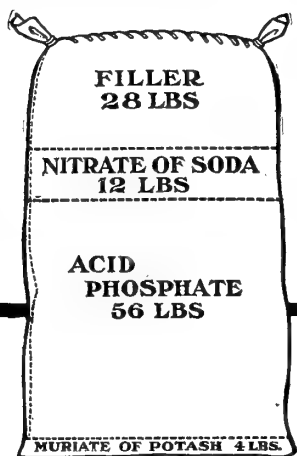 FILLER
28 LBS
NITRATE OF SODA
12 LBS
ACID
PHOSPHATE
56 LBS
MURIATE OF POTASH 4 LBS.